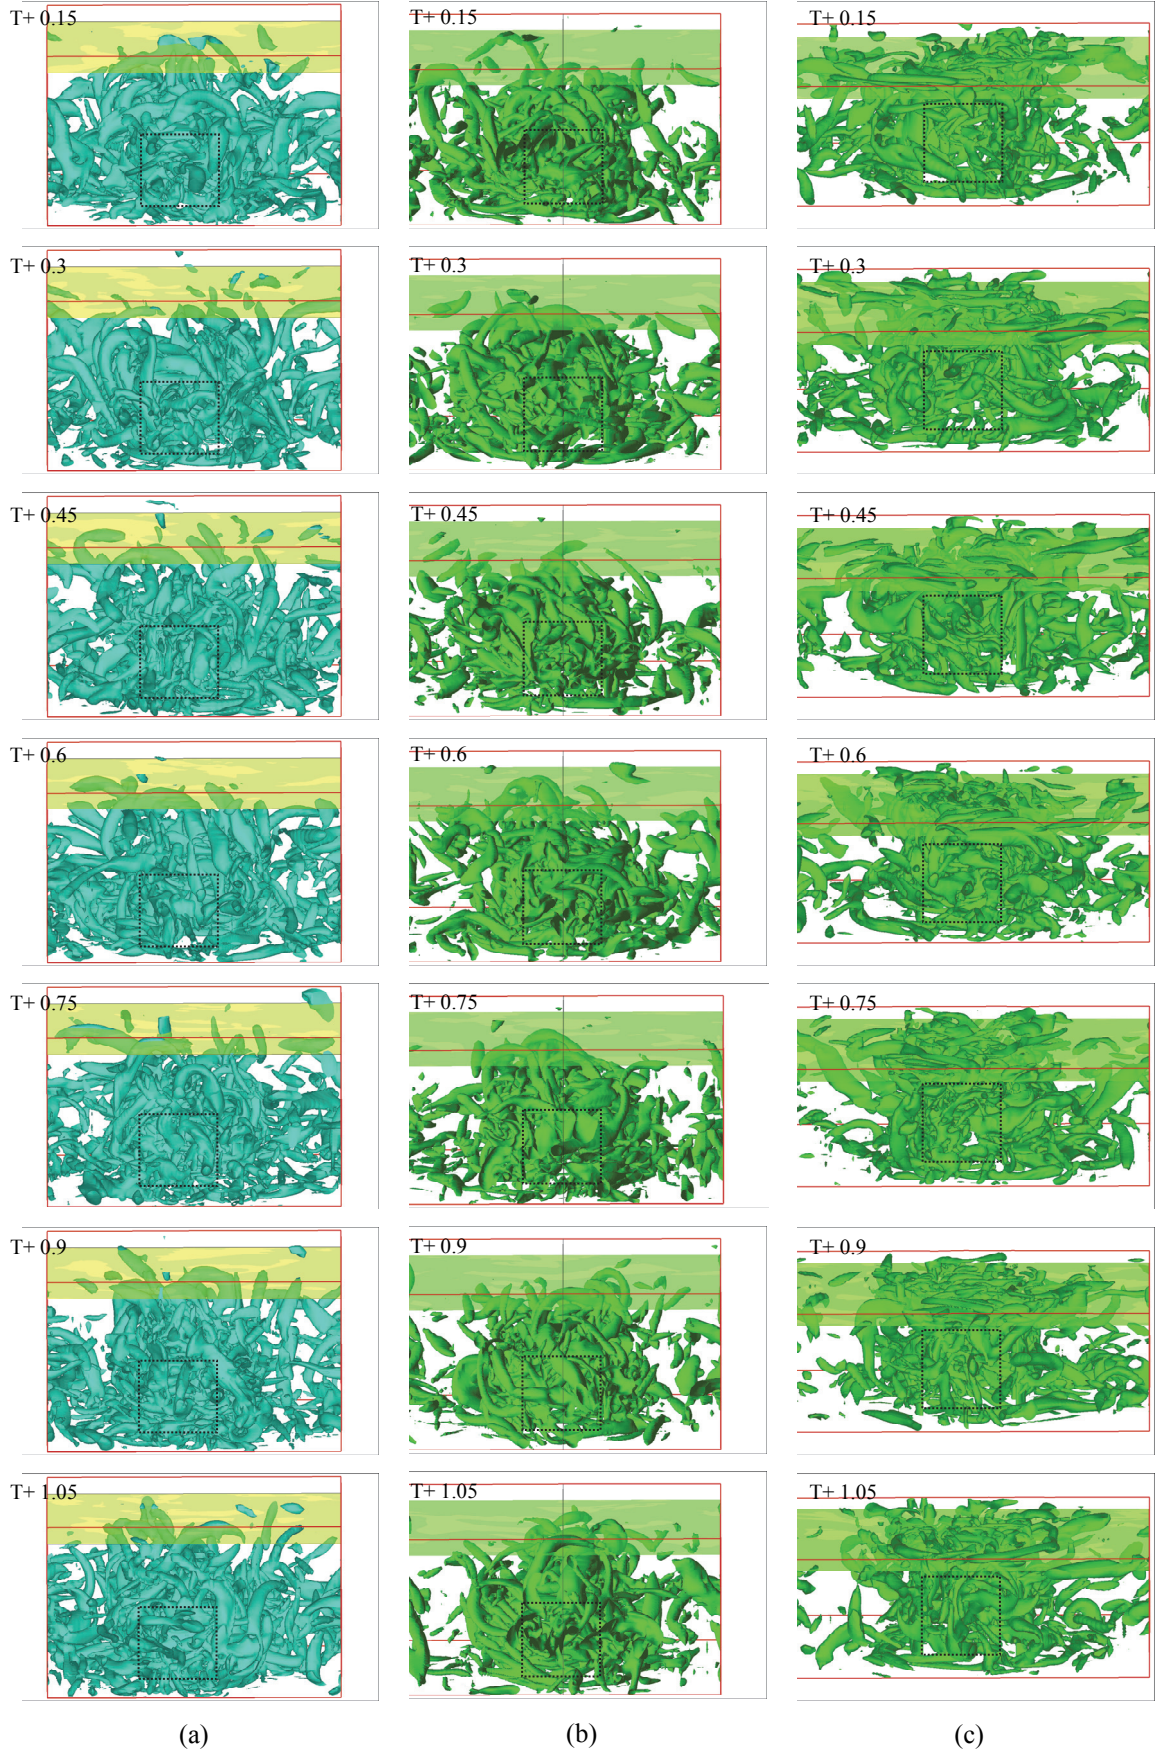 T+ 0.15 T+ 0.15 T+ 0.15
T+ 0.3 T+ 0.3 T+ 0.3
T+ 0.45 T+ 0.45 T+ 0.45
T+ 0.6 T+ 0.6 T+ 0.6
T+ 0.75 T+ 0.75 T+ 0.75
T+ 0.9 T+ 0.9 T+ 0.9
T+ 1.05 T+ 1.05 T+ 1.05
(a) (b) (c)